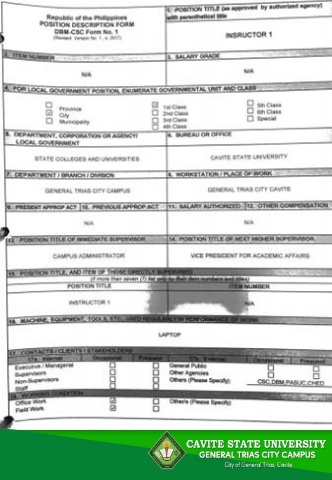 Republic of the Philippines
POSITION DESCRIPTION FORM
DBM-CSC Form No. 1
(Revised Version No. 1, s. 2017)
1. POSITION TITLE (as approved by authorized agency) with parenthetical title
INSRUCTOR 1
2. ITEM NUMBER
3. SALARY GRADE
N/A
N/A
4. FOR LOCAL GOVERNMENT POSITION, ENUMERATE GOVERNMENTAL UNIT AND CLASS
Province
City
Municipality
1st Class
2nd Class
3rd Class
4th Class
5th Class
6th Class
Special
DEPARTMENT, CORPORATION OR AGENCY/
LOCAL GOVERNMENT
BUREAU OR OFFICE
STATE COLLEGES AND UNIVERSITIES
CAVITE STATE UNIVERSITY
7. DEPARTMENT / BRANCH / DIVISION
WORKSTATION / PLACE OF WORK
GENERAL TRIAS CITY CAMPUS
GENERAL TRIAS CITY CAVITE
PRESENT APPROP ACT
10. PREVIOUS APPROP ACT
11. SALARY AUTHORIZED
12. OTHER COMPENSATION
N/A
N/A
13. POSITION TITLE OF IMMEDIATE SUPERVISOR
14. POSITION TITLE OF NEXT HIGHER SUPERVISOR
CAMPUS ADMINISTRATOR
VICE PRESIDENT FOR ACADEMIC AFFAIRS
15. POSITION TITLE, AND ITEM OF THOSE DIRECTLY SUPERVISED
(if more than seven (7) list only by their item numbers and titles)
POSITION TITLE
ITEM NUMBER
INSTRUCTOR 1
N/A
16. MACHINE, EQUIPMENT, TOOLS, ETC., USED REGULARLY IN PERFORMANCE OF WORK
LAPTOP
17. CONTACTS / CLIENTS / STAKEHOLDERS
Internal
Occasional
Frequent
External
Occasional
Frequent
Executive / Managerial
Supervisors
Non-Supervisors
Staff
General Public
Other Agencies
Others (Please Specify):
CSC,DBM,PASUC,CHED
18. WORKING CONDITION
Office Work
Field Work
Other/s (Please Specify)
CAVITE STATE UNIVERSITY
GENERAL TRIAS CITY CAMPUS
City of General Trias, Cavite